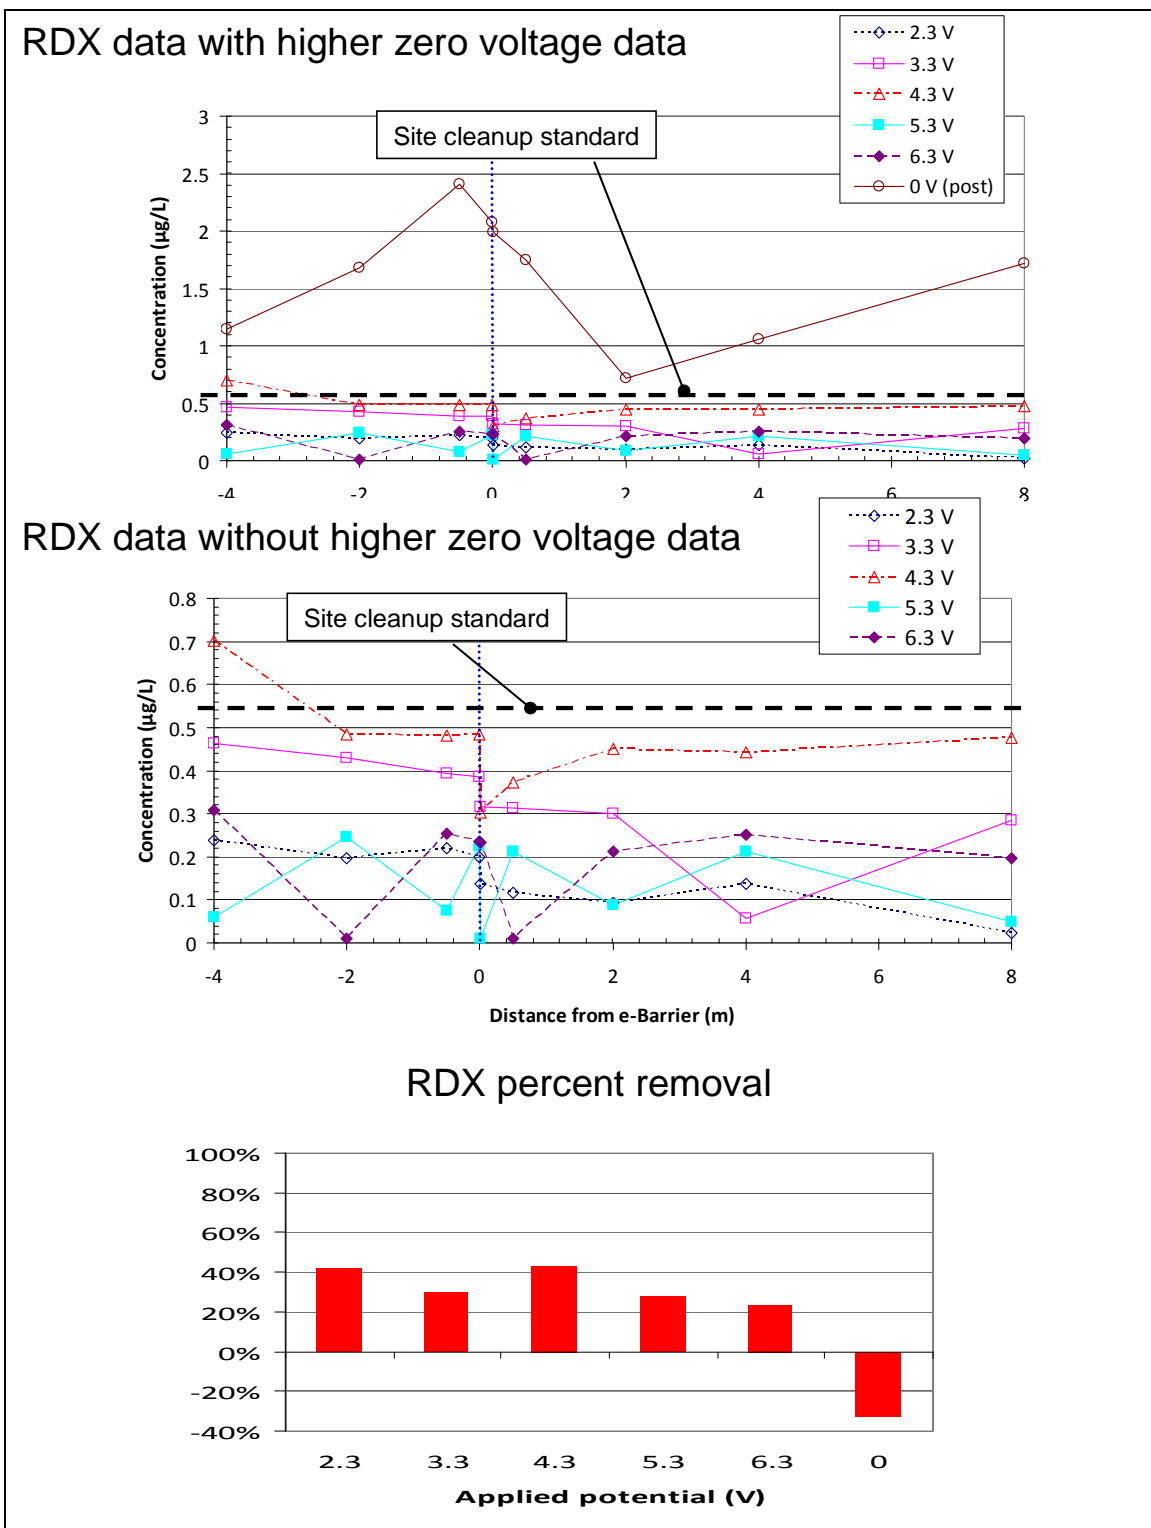 RDX data with higher zero voltage data
2.3 V
3.3 V
4.3 V
5.3 V
6.3 V
0 V (post)
Site cleanup standard
Concentration (µg/L)
3
2.5
2
1.5
1
0.5
0
-4
-2
0
2
4
6
8
RDX data without higher zero voltage data
2.3 V
3.3 V
4.3 V
5.3 V
6.3 V
Site cleanup standard
Concentration (µg/L)
0.8
0.7
0.6
0.5
0.4
0.3
0.2
0.1
0
-4
-2
0
2
4
6
8
Distance from e-Barrier (m)
RDX percent removal
100%
80%
60%
40%
20%
0%
-20%
-40%
2.3
3.3
4.3
5.3
6.3
0
Applied potential (V)